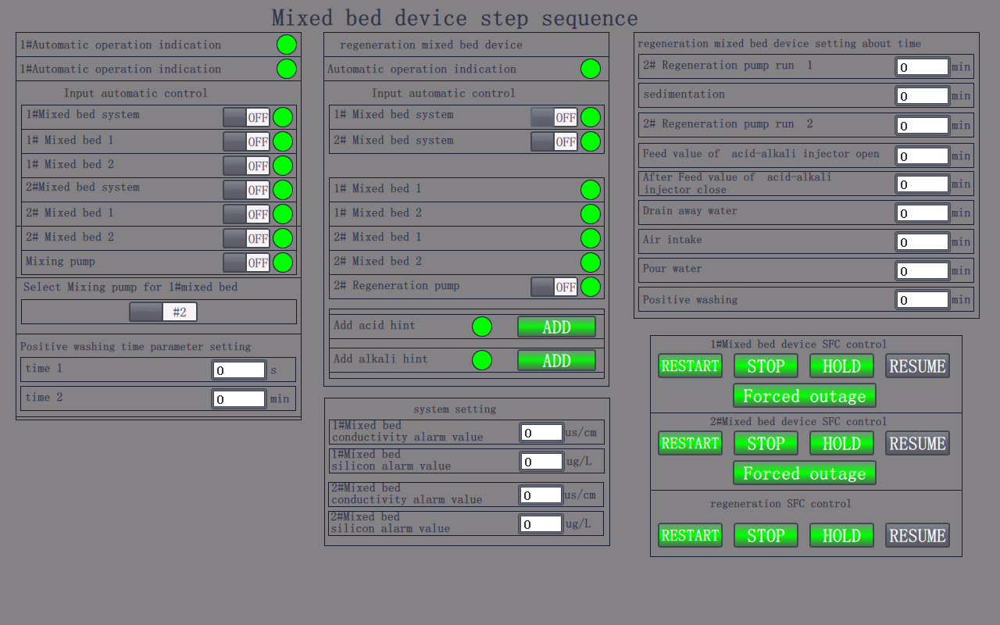 Mixed bed device step sequence
1#Automatic operation indication
1#Automatic operation indication
Input automatic control
1#Mixed bed system OFF
1# Mixed bed 1 OFF
1# Mixed bed 2 OFF
2#Mixed bed system OFF
2# Mixed bed 1 OFF
2# Mixed bed 2 OFF
Mixing pump OFF
Select Mixing pump for 1#mixed bed
#2
Positive washing time parameter setting
time 1 0 s
time 2 0 min
regeneration mixed bed device
Automatic operation indication
Input automatic control
1# Mixed bed system OFF
2# Mixed bed system OFF
1# Mixed bed 1
1# Mixed bed 2
2# Mixed bed 1
2# Mixed bed 2
2# Regeneration pump OFF
Add acid hint ADD
Add alkali hint ADD
system setting
1#Mixed bed
conductivity alarm value 0 us/cm
1#Mixed bed
silicon alarm value 0 ug/L
2#Mixed bed
conductivity alarm value 0 us/cm
2#Mixed bed
silicon alarm value 0 ug/L
regeneration mixed bed device setting about time
2# Regeneration pump run 1 0 min
sedimentation 0 min
2# Regeneration pump run 2 0 min
Feed value of acid-alkali injector open 0 min
After Feed value of acid-alkali
injector close 0 min
Drain away water 0 min
Air intake 0 min
Pour water 0 min
Positive washing 0 min
1#Mixed bed device SFC control
RESTART STOP HOLD RESUME
Forced outage
2#Mixed bed device SFC control
RESTART STOP HOLD RESUME
Forced outage
regeneration SFC control
RESTART STOP HOLD RESUME